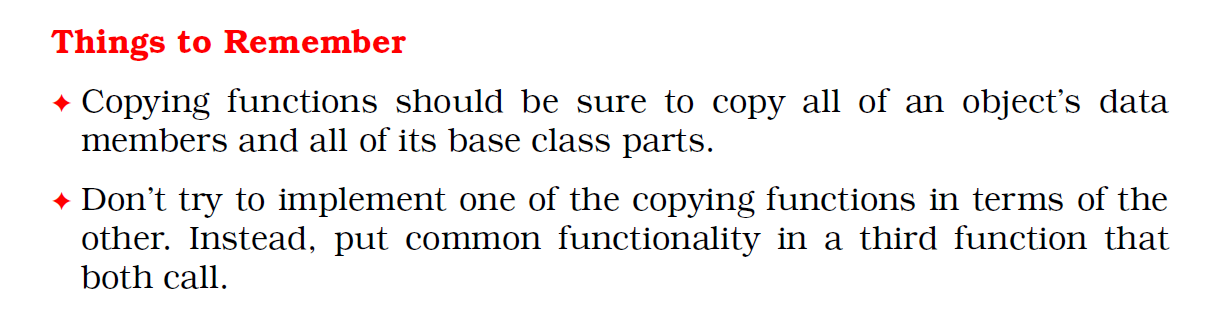 Things to Remember
✦ Copying functions should be sure to copy all of an object’s data
members and all of its base class parts.
✦ Don’t try to implement one of the copying functions in terms of the
other. Instead, put common functionality in a third function that
both call.